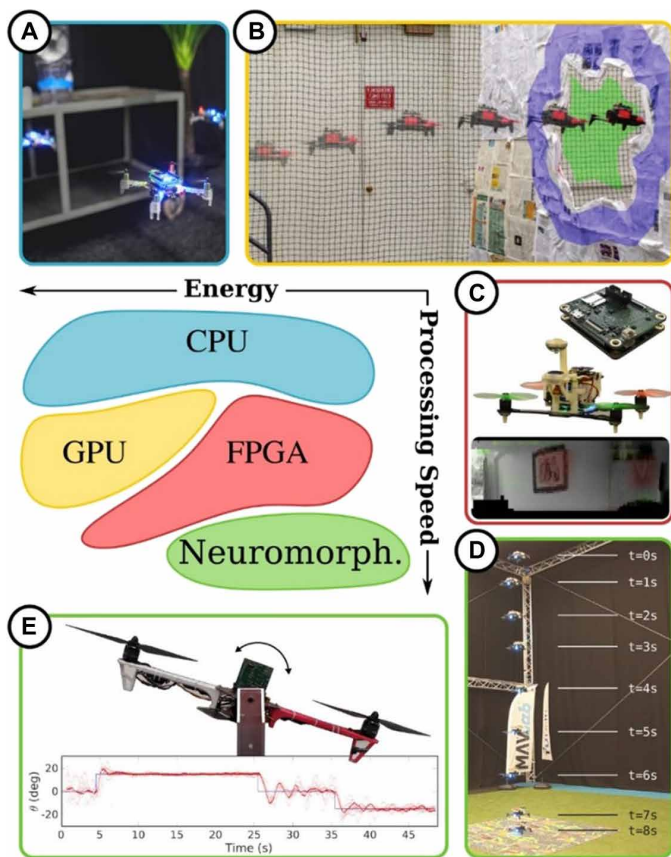 A
B
Energy
Processing Speed
C
CPU
GPU
FPGA
Neuromorph.
D
t=0s
t=1s
t=2s
t=3s
t=4s
t=5s
t=6s
t=7s
t=8s
MAVLab
E
θ (deg)
20
0
-20
0
5
10
15
20
25
30
35
40
45
Time (s)